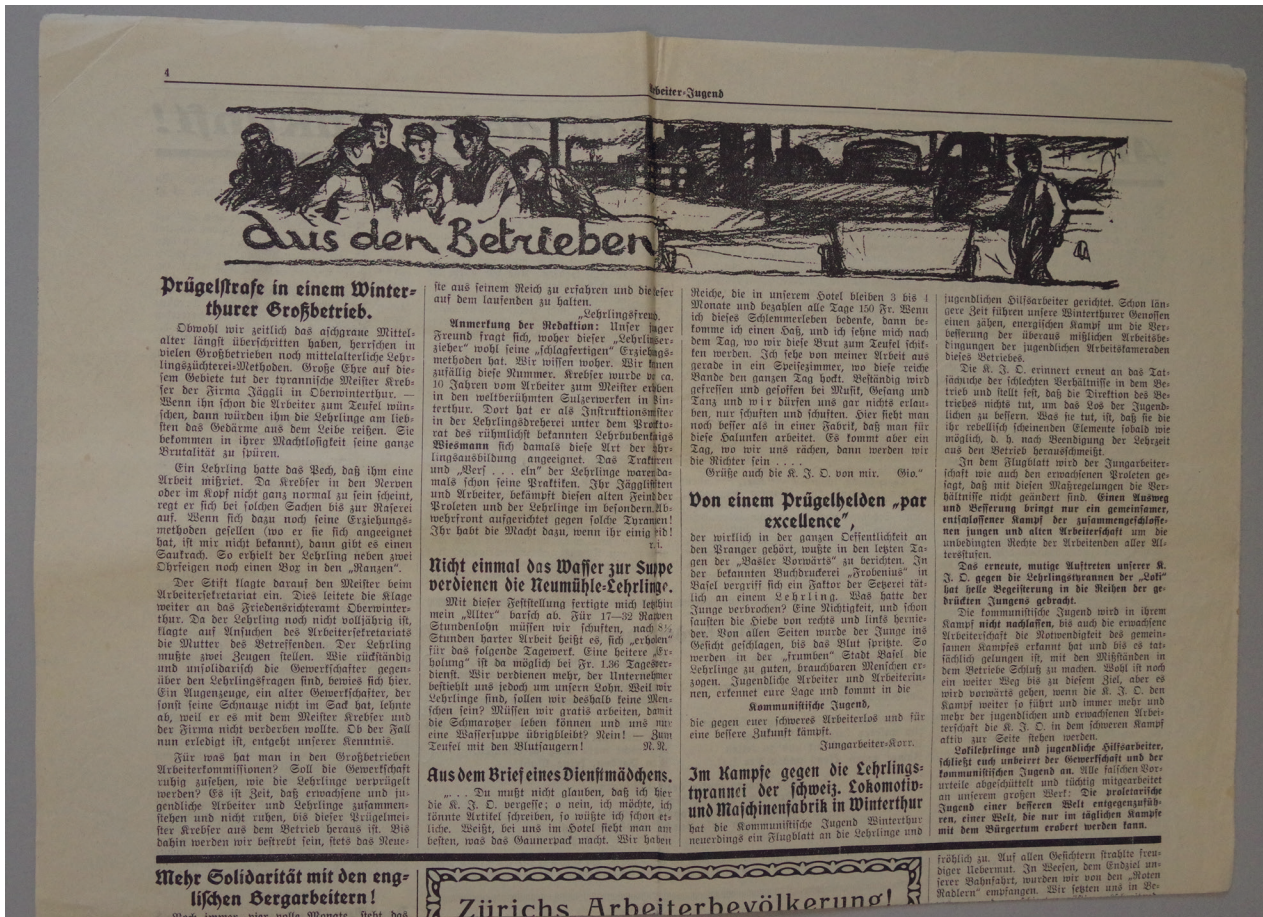 4
Arbeiter-Jugend
Aus den Betrieben
Prügelstrafe in einem Winter-
thurer Großbetrieb.
Obwohl wir zeitlich das aschgraue Mittel-
alter längst überschritten haben, herrschen in
vielen Großbetrieben noch mittelalterliche Lehr-
lingszüchterei-Methoden. Große Ehre auf die-
sem Gebiete tut der tyrannische Meister Kreb-
ser der Firma Jäggli in Oberwinterthur. —
Wenn ihn schon die Arbeiter zum Teufel wün-
schen, dann würden ihm die Lehrlinge am lieb-
sten das Gedärme aus dem Leibe reißen. Sie
bekommen in ihrer Machtlosigkeit seine ganze
Brutalität zu spüren.
Ein Lehrling hatte das Pech, daß ihm eine
Arbeit mißriet. Da Krebser in den Nerven
oder im Kopf nicht ganz normal zu sein scheint,
regt er sich bei solchen Sachen bis zur Raserei
auf. Wenn sich dazu noch seine Erziehungs-
methoden gesellen (wo er sie sich angeeignet
hat, ist mir nicht bekannt), dann gibt es einen
Saukrach. So erhielt der Lehrling neben zwei
Ohrfeigen noch einen Box in den „Ranzen“.
Der Stift klagte darauf den Meister beim
Arbeitersekretariat ein. Dies leitete die Klage
weiter an das Friedensrichteramt Oberwinter-
thur. Da der Lehrling noch nicht volljährig ist,
klagte auf Ansuchen des Arbeitersekretariats
die Mutter des Betreffenden. Der Lehrling
mußte zwei Zeugen stellen. Wie rückständig
und unsolidarisch die Gewerkschafter gegen-
über den Lehrlingsfragen sind, bewies sich hier.
Ein Augenzeuge, ein alter Gewerkschafter, der
sonst seine Schnauze nicht im Sack hat, lehnte
ab, weil er es mit dem Meister Krebser und
der Firma nicht verderben wollte. Ob der Fall
nun erledigt ist, entgeht unserer Kenntnis.
Für was hat man in den Großbetrieben
Arbeiterkommissionen? Soll die Gewerkschaft
ruhig zusehen, wie die Lehrlinge verprügelt
werden? Es ist Zeit, daß erwachsene und ju-
gendliche Arbeiter und Lehrlinge zusammen-
stehen und nicht ruhen, bis dieser Prügelmei-
ster Krebser aus dem Betrieb heraus ist. Bis
dahin werden wir bestrebt sein, stets das Neue-
ste aus seinem Reich zu erfahren und die Leser
auf dem laufenden zu halten.
„Lehrlingsfreund.
Anmerkung der Redaktion: Unser junger
Freund fragt sich, woher dieser „Lehrlings-
zieher“ wohl seine „schlagfertigen“ Erziehungs-
methoden hat. Wir wissen woher. Wir kennen
zufällig diese Nummer. Krebser wurde vor ca.
10 Jahren vom Arbeiter zum Meister erhoben
in den weltberühmten Sulzerwerken in Win-
terthur. Dort hat er als Instruktionsmeister
in der Lehrlingsdreherei unter dem Protekto-
rat des rühmlichst bekannten Lehrbubenkönigs
Wiesmann sich damals diese Art der Lehr-
lingsausbildung angeeignet. Das Traktieren
und „Verf . . . eln“ der Lehrlinge waren da-
mals schon seine Praktiken. Ihr Jägglisten
und Arbeiter, bekämpft diesen alten Feind der
Proleten und der Lehrlinge im besondern. Ab-
wehrfront aufgerichtet gegen solche Tyrannen!
Ihr habt die Macht dazu, wenn ihr einig seid!
r.i.
Nicht einmal das Wasser zur Suppe
verdienen die Neumühle-Lehrlinge.
Mit dieser Feststellung fertigte mich letzthin
mein „Alter“ barsch ab. Für 17—32 Rappen
Stundenlohn müssen wir schuften, nach 8½
Stunden harter Arbeit heißt es, sich „erholen“
für das folgende Tagewerk. Eine heitere „Er-
holung“ ist da möglich bei Fr. 1.36 Tagesver-
dienst. Wir verdienen mehr, der Unternehmer
bestiehlt uns jedoch um unsern Lohn. Weil wir
Lehrlinge sind, sollen wir deshalb keine Men-
schen sein? Müssen wir gratis arbeiten, damit
die Schmarotzer leben können und uns nur
eine Wassersuppe übrigbleibt? Nein! — Zum
Teufel mit den Blutsaugern! N. R.
Aus dem Brief eines Dienstmädchens.
„. . . Du mußt nicht glauben, daß ich hier
die K. J. O. vergesse; o nein, ich möchte, ich
könnte Artikel schreiben, so wüßte ich schon et-
liche. Weißt, bei uns im Hotel sieht man am
besten, was das Gaunerpack macht. Wir haben
Reiche, die in unserem Hotel bleiben 3 bis 4
Monate und bezahlen alle Tage 150 Fr. Wenn
ich dieses Schlemmerleben bedenke, dann be-
komme ich einen Haß, und ich sehne mich nach
dem Tag, wo wir diese Brut zum Teufel schik-
ken werden. Ich sehe von meiner Arbeit aus
gerade in ein Speisezimmer, wo diese reiche
Bande den ganzen Tag hockt. Beständig wird
gefressen und gesoffen bei Musik, Gesang und
Tanz und wir dürfen uns gar nichts erlau-
ben, nur schuften und schuften. Hier sieht man
noch besser als in einer Fabrik, daß man für
diese Halunken arbeitet. Es kommt aber ein
Tag, wo wir uns rächen, dann werden wir
die Richter sein . . . .
Grüße auch die K. J. O. von mir. Gio.“
Von einem Prügelhelden „par
excellence“,
der wirklich in der ganzen Oeffentlichkeit an
den Pranger gehört, wußte in den letzten Ta-
gen der „Basler Vorwärts“ zu berichten. In
der bekannten Buchdruckerei „Frobenius“ in
Basel vergriff sich ein Faktor der Setzerei tät-
lich an einem Lehrling. Was hatte der
Junge verbrochen? Eine Nichtigkeit, und schon
sausten die Hiebe von rechts und links hernie-
der. Von allen Seiten wurde der Junge ins
Gesicht geschlagen, bis das Blut spritzte. So
werden in der „frumben“ Stadt Basel die
Lehrlinge zu guten, brauchbaren Menschen er-
zogen. Jugendliche Arbeiter und Arbeiterin-
nen, erkennet eure Lage und kommt in die
Kommunistische Jugend,
die gegen euer schweres Arbeiterlos und für
eine bessere Zukunft kämpft.
Jungarbeiter-Korr.
Im Kampfe gegen die Lehrlings-
tyrannei der schweiz. Lokomotiv-
und Maschinenfabrik in Winterthur
hat die Kommunistische Jugend Winterthur
neuerdings ein Flugblatt an die Lehrlinge und
jugendlichen Hilfsarbeiter gerichtet. Schon län-
gere Zeit führen unsere Winterthurer Genossen
einen zähen, energischen Kampf um die Ver-
besserung der überaus mißlichen Arbeitsbe-
dingungen der jugendlichen Arbeitskameraden
dieses Betriebes.
Die K. J. O. erinnert erneut an das Tat-
sächliche der schlechten Verhältnisse in dem Be-
trieb und stellt fest, daß die Direktion des Be-
triebes nichts tut, um das Los der Jugend-
lichen zu bessern. Was sie tut, ist, daß sie die
ihr rebellisch scheinenden Elemente sobald wie
möglich, d. h. nach Beendigung der Lehrzeit
aus den Betrieb herausschmeißt.
In dem Flugblatt wird der Jungarbeiter-
schaft wie auch den erwachsenen Proleten ge-
sagt, daß mit diesen Maßregelungen die Ver-
hältnisse nicht geändert sind. Einen Ausweg
und Besserung bringt nur ein gemeinsamer,
entschlossener Kampf der zusammengeschlosse-
nen jungen und alten Arbeiterschaft um die
unbedingten Rechte der Arbeitenden aller Al-
tersstufen.
Das erneute, mutige Auftreten unserer K.
J. O. gegen die Lehrlingstyrannen der „Loki“
hat helle Begeisterung in die Reihen der ge-
drückten Jungens gebracht.
Die kommunistische Jugend wird in ihrem
Kampf nicht nachlassen, bis auch die erwachsene
Arbeiterschaft die Notwendigkeit des gemein-
samen Kampfes erkannt hat und bis es tat-
sächlich gelungen ist, mit den Mißständen in
dem Betriebe Schluß zu machen. Wohl ist noch
ein weiter Weg bis zu diesem Ziel, aber es
wird vorwärts gehen, wenn die K. J. O. den
Kampf weiter so führt und immer mehr und
mehr der jugendlichen und erwachsenen Arbei-
terschaft die K. J. O. in dem schweren Kampf
aktiv zur Seite stehen werden.
Lokilehrlinge und jugendliche Hilfsarbeiter,
schließt euch unbeirrt der Gewerkschaft und der
kommunistischen Jugend an. Alle falschen Vor-
urteile abgeschüttelt und tüchtig mitgearbeitet
an unserem großen Werk: Die proletarische
Jugend einer besseren Welt entgegenzufüh-
ren, einer Welt, die nur im täglichen Kampfe
mit dem Bürgertum erobert werden kann.
Mehr Solidarität mit den eng-
lischen Bergarbeitern!
Noch immer, vier volle Monate, steht das
Zürichs Arbeiterbevölkerung!
fröhlich zu. Auf allen Gesichtern strahlte freu-
diger Uebermut. In Weesen, dem Endziel un-
serer Bahnfahrt, wurden wir von den „Roten
Radlern“ empfangen. Wir setzten uns in Be-